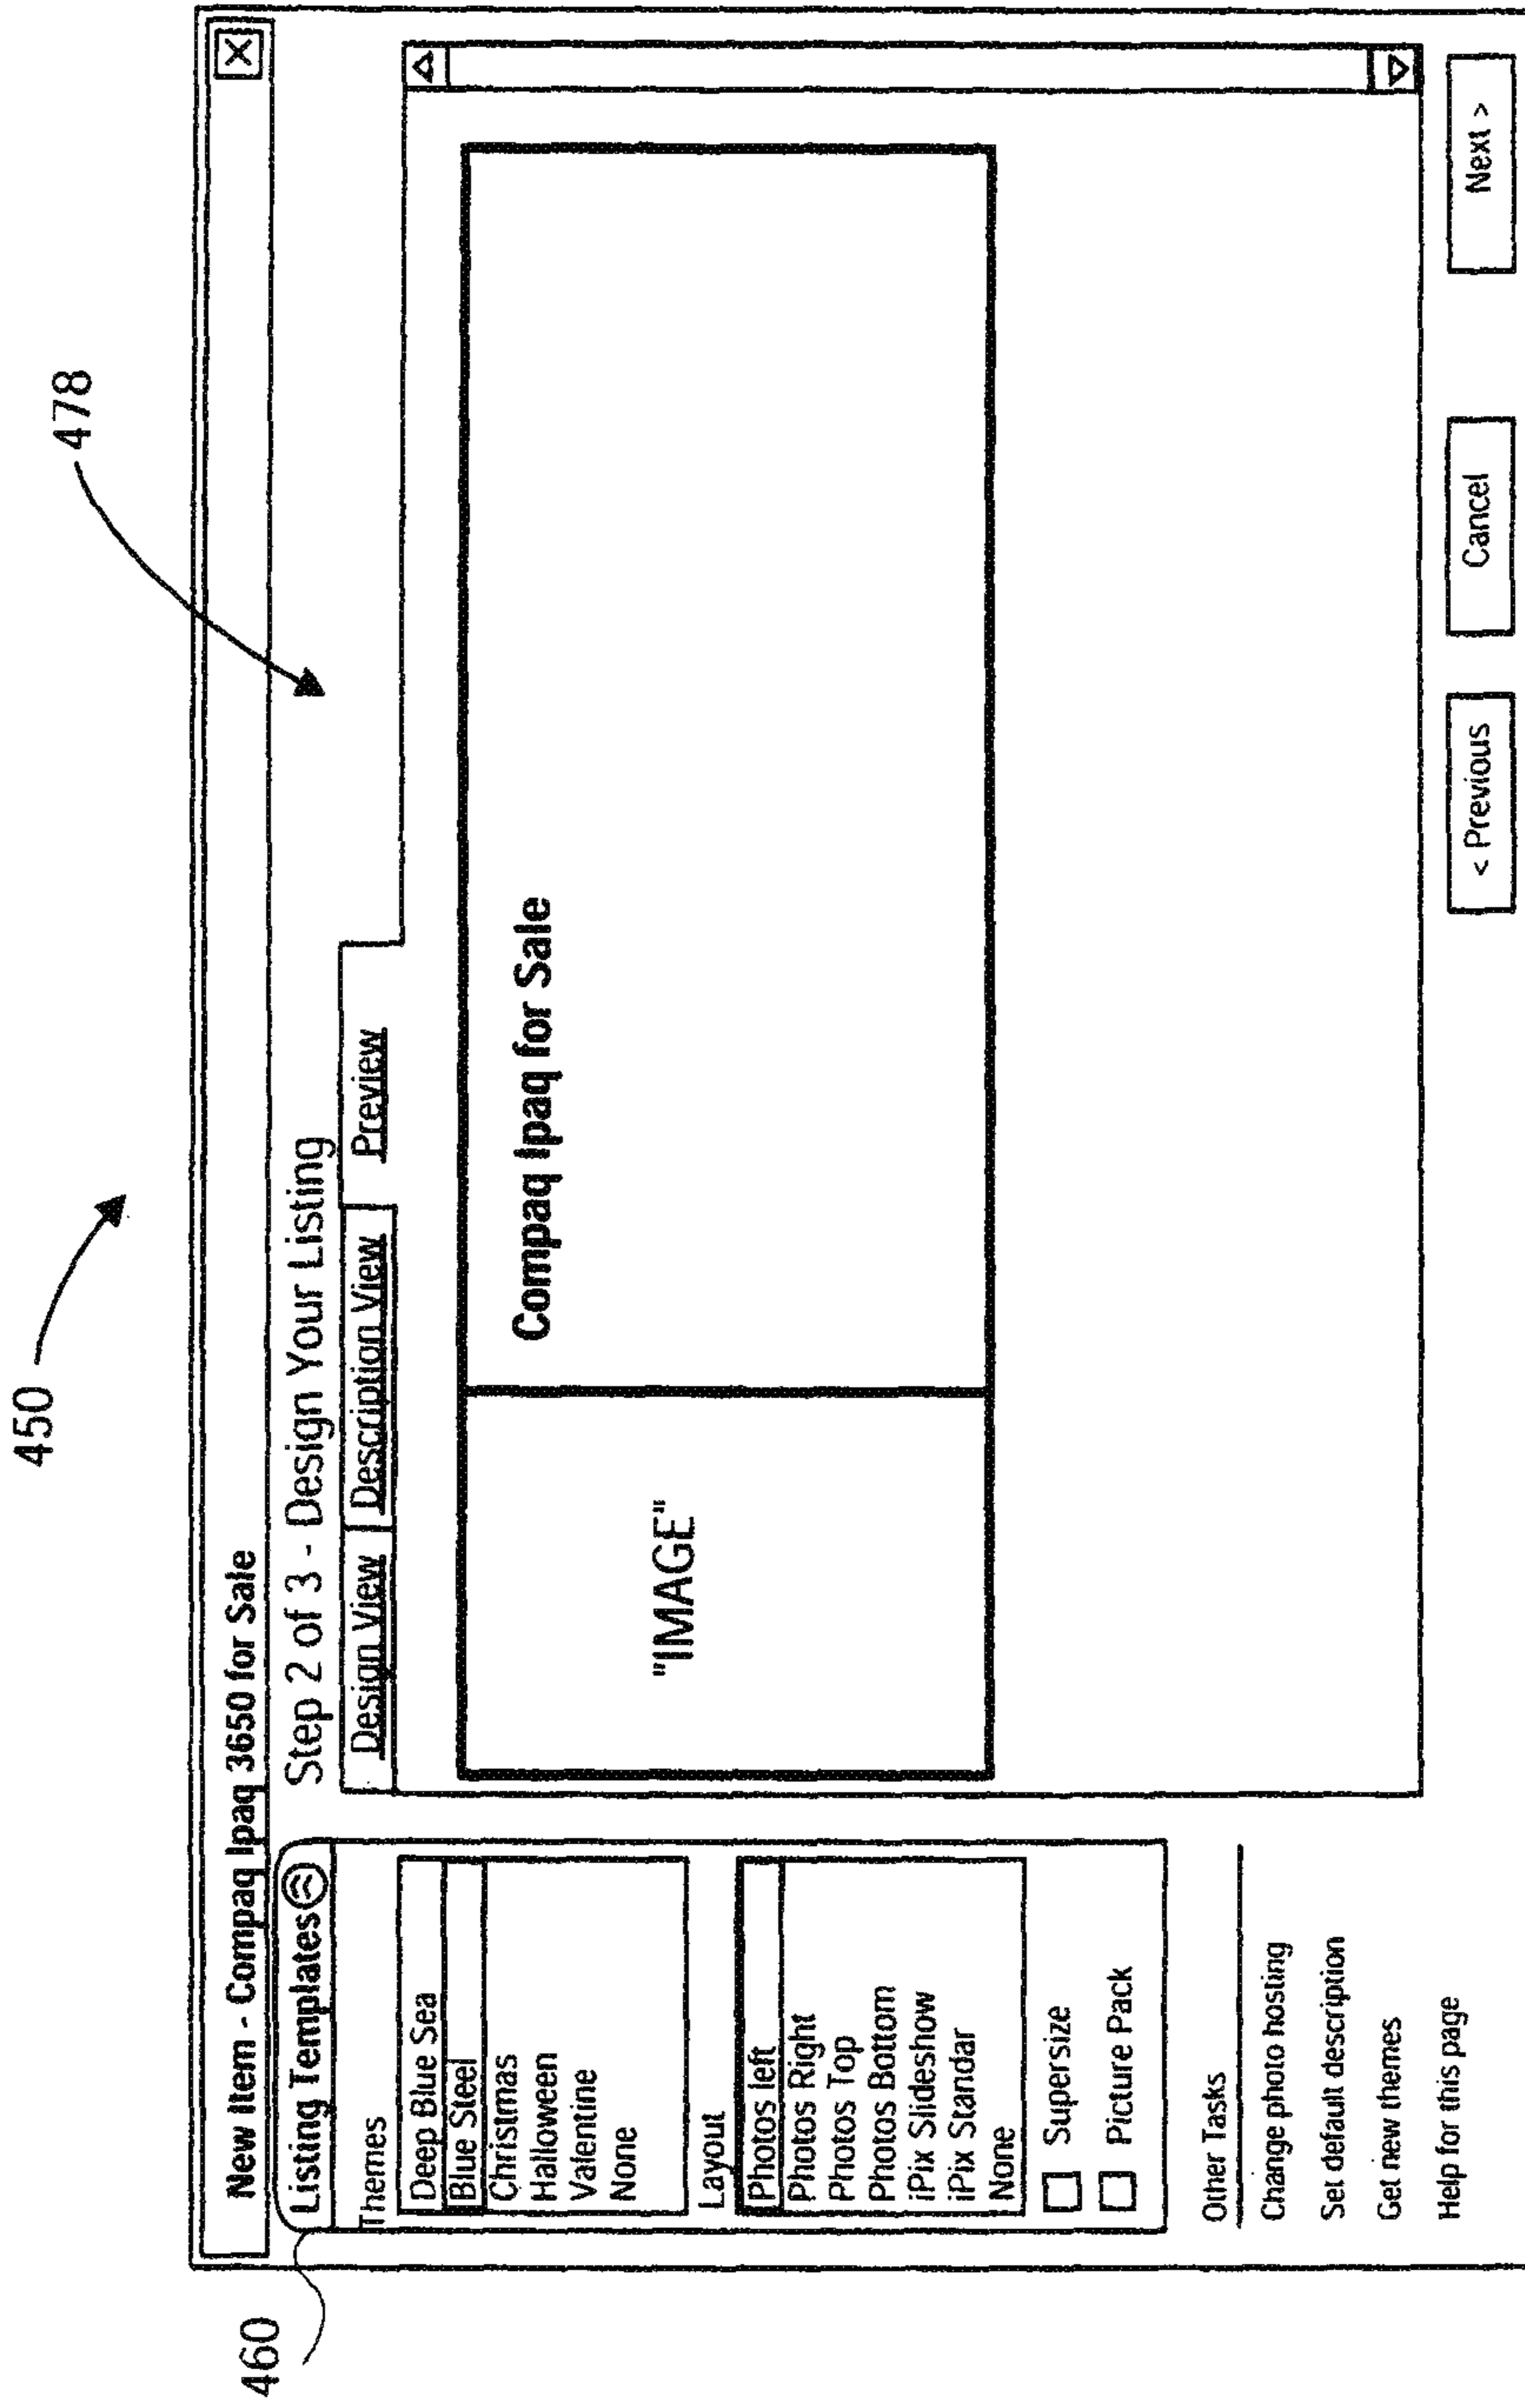 450
478
460
New Item - Compaq Ipaq 3650 for Sale
X
Listing Templates
Themes
Deep Blue Sea
Blue Steel
Christmas
Halloween
Valentine
None
Layout
Photos left
Photos Right
Photos Top
Photos Bottom
iPix Slideshow
iPix Standar
None
Supersize
Picture Pack
Other Tasks
Change photo hosting
Set default description
Get new themes
Help for this page
Step 2 of 3 - Design Your Listing
Design View Description View Preview
Compaq Ipaq for Sale
"IMAGE"
< Previous Cancel Next >